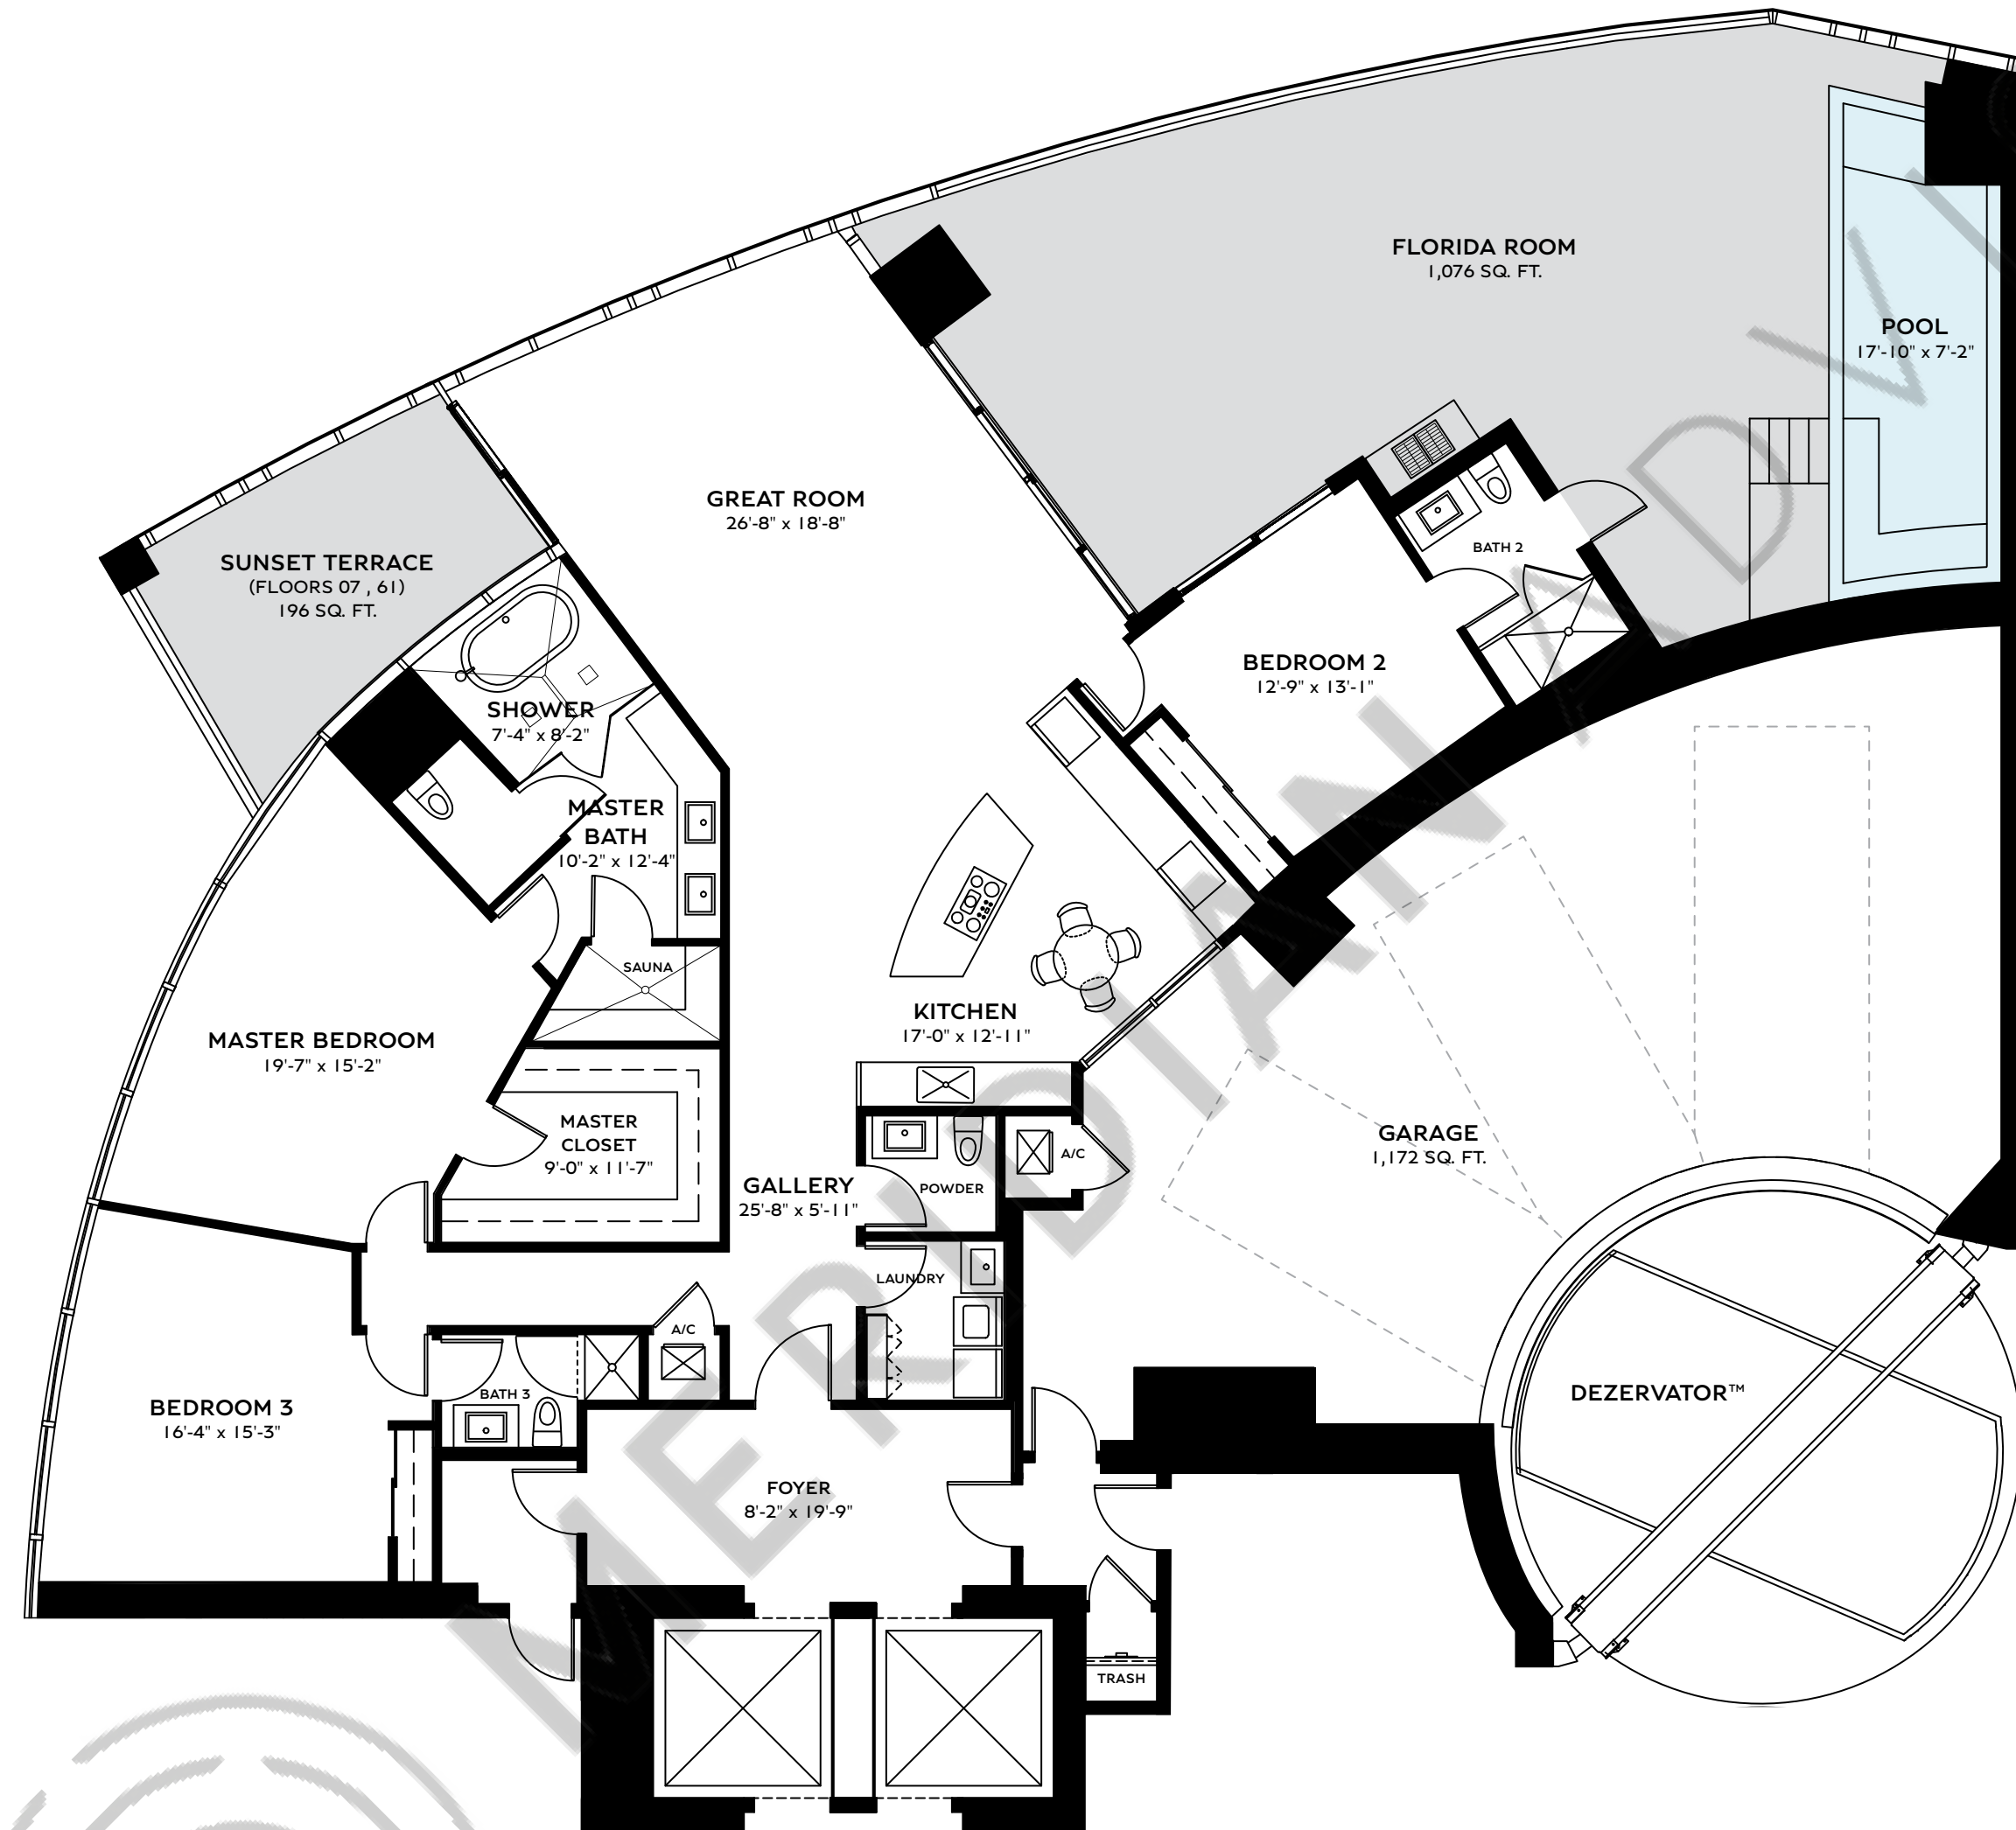 FLORIDA ROOM
1,076 SQ. FT.
POOL
17'-10" x 7'-2"
GREAT ROOM
26'-8" x 18'-8"
SUNSET TERRACE
(FLOORS 07 , 61)
196 SQ. FT.
BATH 2
BEDROOM 2
12'-9" x 13'-1"
SHOWER
7'-4" x 8'-2"
MASTER
BATH
10'-2" x 12'-4"
SAUNA
KITCHEN
17'-0" x 12'-11"
MASTER BEDROOM
19'-7" x 15'-2"
MASTER
CLOSET
9'-0" x 11'-7"
A/C
GARAGE
1,172 SQ. FT.
POWDER
GALLERY
25'-8" x 5'-11"
LAUNDRY
A/C
BATH 3
DEZERVATOR™
BEDROOM 3
16'-4" x 15'-3"
FOYER
8'-2" x 19'-9"
TRASH
MERIDIAN ADV